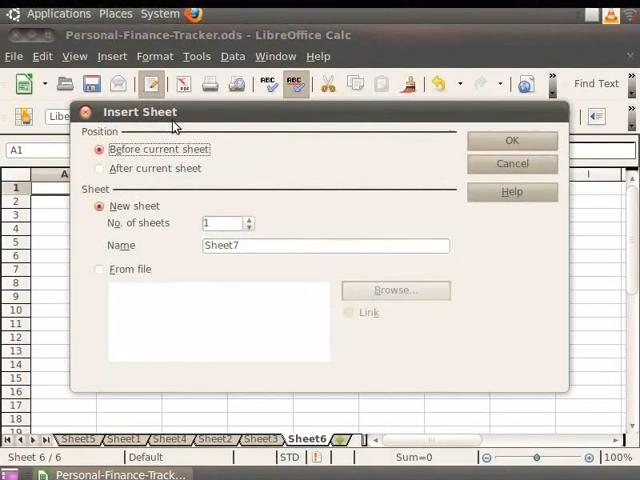 Applications Places System
Personal-Finance-Tracker.ods - LibreOffice Calc
File Edit View Insert Format Tools Data Window Help
ABC ABC Find Text
Libe
A1
Insert Sheet
Position
Before current sheet
After current sheet
Sheet
New sheet
No. of sheets 1
Name Sheet7
From file
Browse...
Link
OK
Cancel
Help
A I
1
2
3
4
5
6
7
8
9
10
11
12
13
14
15
16
17
18
19
Sheet5 Sheet1 Sheet4 Sheet2 Sheet3 Sheet6
Sheet 6 / 6 Default STD Sum=0 100%
Personal-Finance-Track...